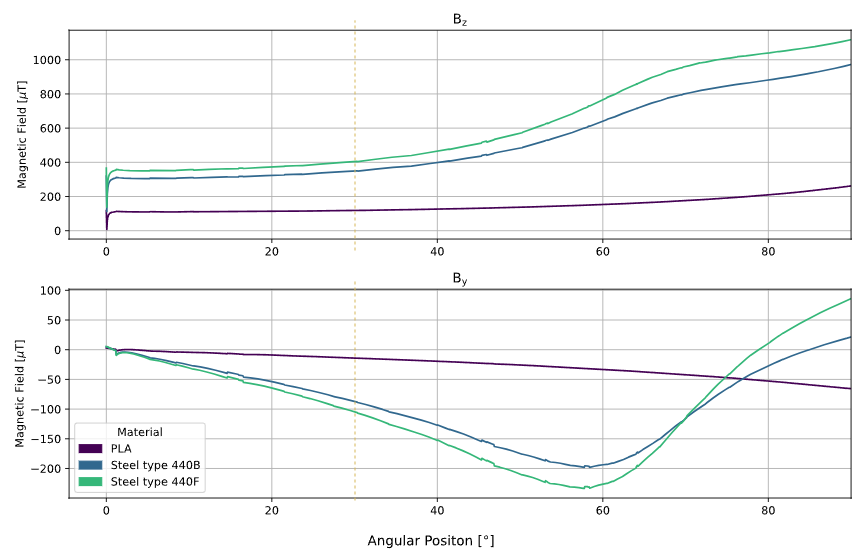 B_z
Magnetic Field [μT]
1000
800
600
400
200
0
0 20 40 60 80
B_y
Magnetic Field [μT]
100
50
0
−50
−100
−150
−200
Material
PLA
Steel type 440B
Steel type 440F
0 20 40 60 80
Angular Positon [°]